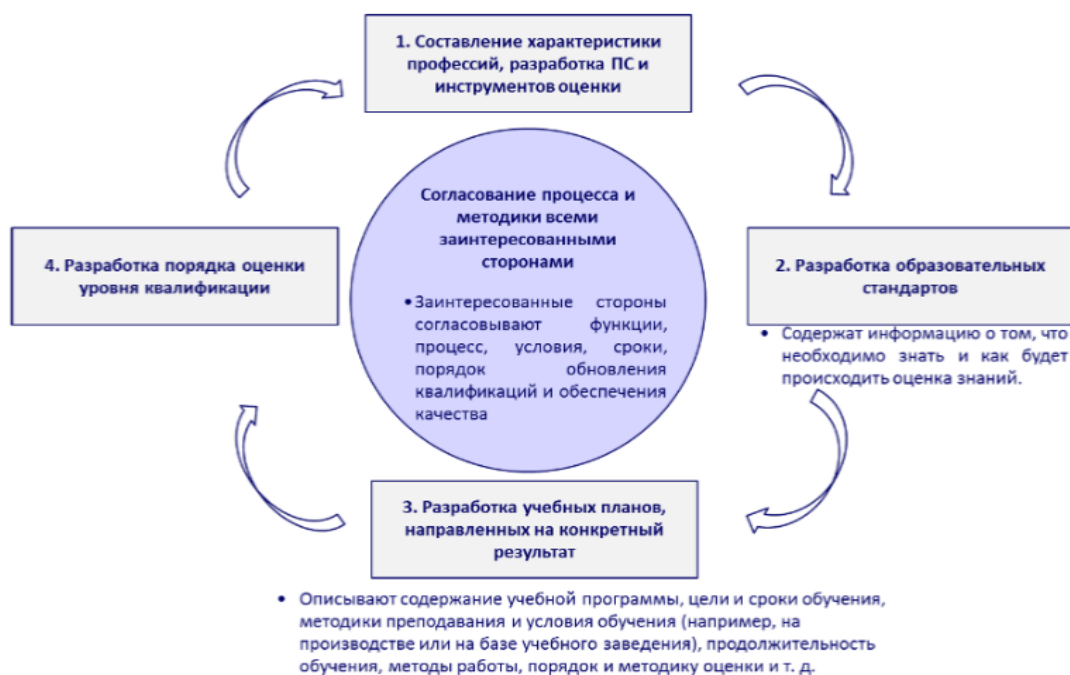 1. Составление характеристики
профессий, разработка ПС и
инструментов оценки
Согласование процесса и
методики всеми
заинтересованными
сторонами
• Заинтересованные стороны
согласовывают функции,
процесс, условия, сроки,
порядок обновления
квалификаций и обеспечения
качества
4. Разработка порядка оценки
уровня квалификации
2. Разработка образовательных
стандартов
• Содержат информацию о том, что
необходимо знать и как будет
происходить оценка знаний.
3. Разработка учебных планов,
направленных на конкретный
результат
• Описывают содержание учебной программы, цели и сроки обучения,
методики преподавания и условия обучения (например, на
производстве или на базе учебного заведения), продолжительность
обучения, методы работы, порядок и методику оценки и т. д.